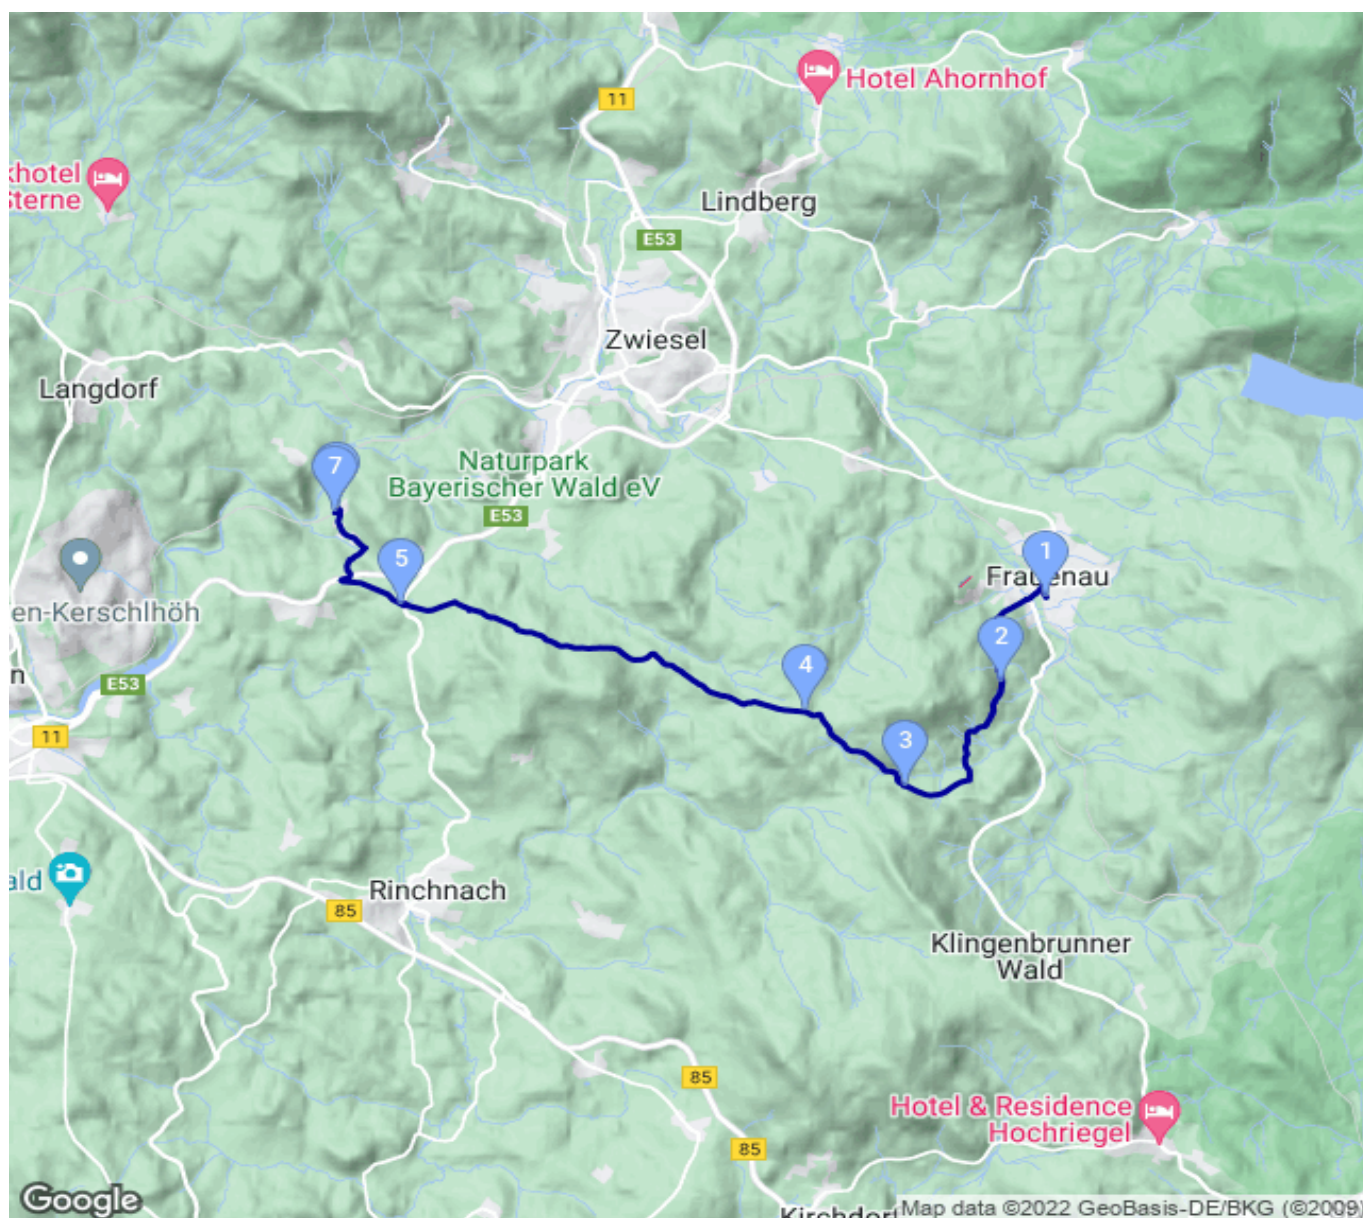 11
Hotel Ahornhof
khotel
Sterne
Lindberg
E53
Zwiesel
Langdorf
Naturpark
Bayerischer Wald eV
7
E53
5
1
Frauenau
en-Kerschlhöh
2
4
n
E53
3
11
ald
Rinchnach
85
Klingenbrunner
Wald
85
Hotel & Residence
Hochriegel
85
Google
Kirchdorf
Map data ©2022 GeoBasis-DE/BKG (©2009)